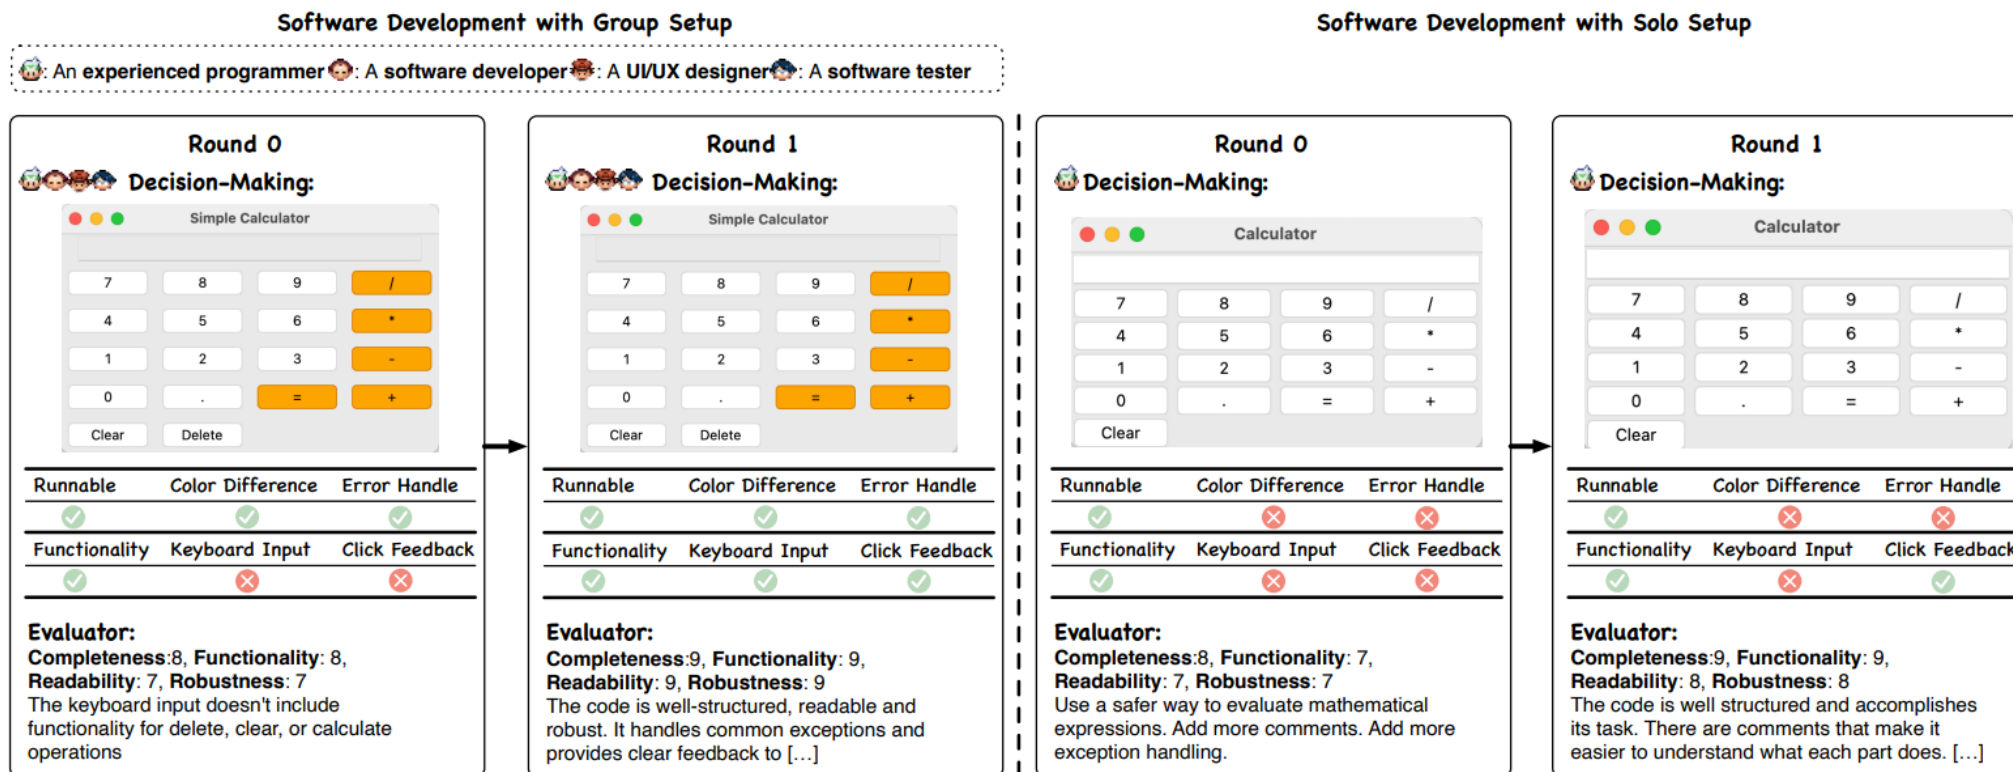 Software Development with Group Setup
: An experienced programmer : A software developer : A UI/UX designer : A software tester
Round 0
Decision-Making:
Simple Calculator
7 8 9 /
4 5 6 *
1 2 3 -
0 . = +
Clear Delete
Runnable Color Difference Error Handle
Functionality Keyboard Input Click Feedback
Evaluator:
Completeness:8, Functionality: 8,
Readability: 7, Robustness: 7
The keyboard input doesn't include
functionality for delete, clear, or calculate
operations
Round 1
Decision-Making:
Simple Calculator
7 8 9 /
4 5 6 *
1 2 3 -
0 . = +
Clear Delete
Runnable Color Difference Error Handle
Functionality Keyboard Input Click Feedback
Evaluator:
Completeness:9, Functionality: 9,
Readability: 9, Robustness: 9
The code is well-structured, readable and
robust. It handles common exceptions and
provides clear feedback to [...]
Software Development with Solo Setup
Round 0
Decision-Making:
Calculator
7 8 9 /
4 5 6 *
1 2 3 -
0 . = +
Clear
Runnable Color Difference Error Handle
Functionality Keyboard Input Click Feedback
Evaluator:
Completeness:8, Functionality: 7,
Readability: 7, Robustness: 7
Use a safer way to evaluate mathematical
expressions. Add more comments. Add more
exception handling.
Round 1
Decision-Making:
Calculator
7 8 9 /
4 5 6 *
1 2 3 -
0 . = +
Clear
Runnable Color Difference Error Handle
Functionality Keyboard Input Click Feedback
Evaluator:
Completeness:9, Functionality: 9,
Readability: 8, Robustness: 8
The code is well structured and accomplishes
its task. There are comments that make it
easier to understand what each part does. [...]